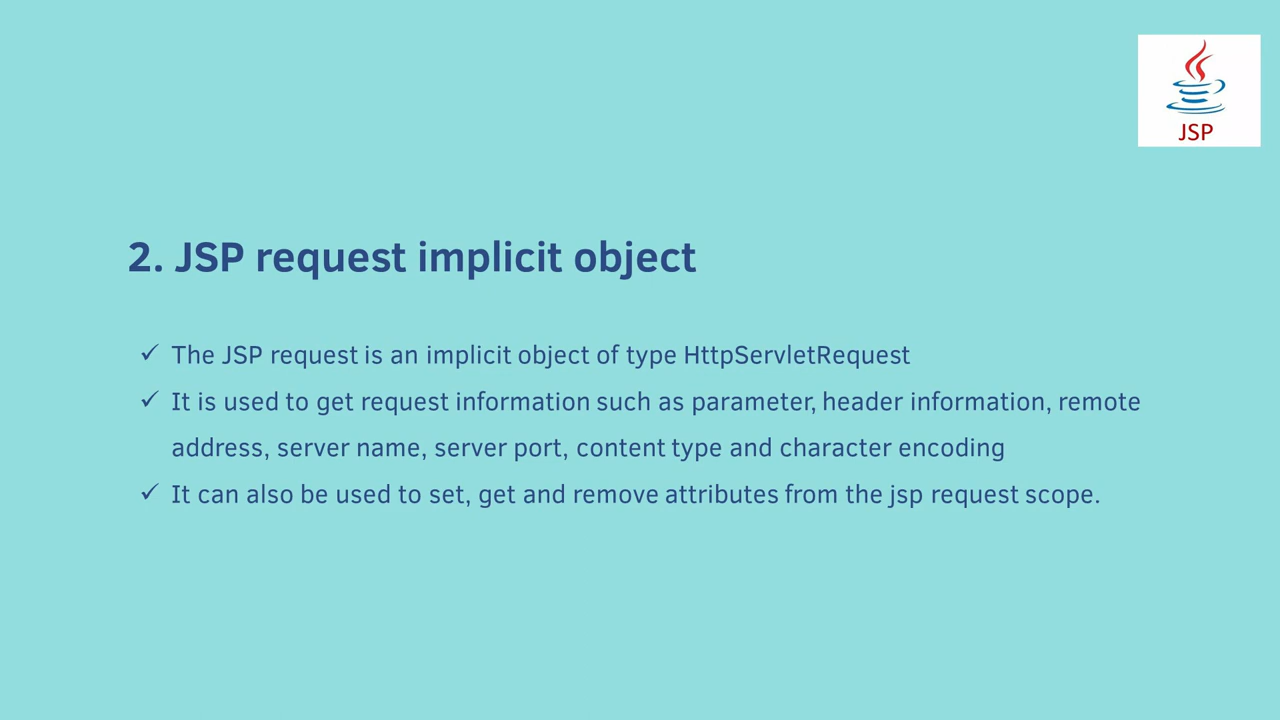 JSP
2. JSP request implicit object
✓ The JSP request is an implicit object of type HttpServletRequest
✓ It is used to get request information such as parameter, header information, remote
address, server name, server port, content type and character encoding
✓ It can also be used to set, get and remove attributes from the jsp request scope.